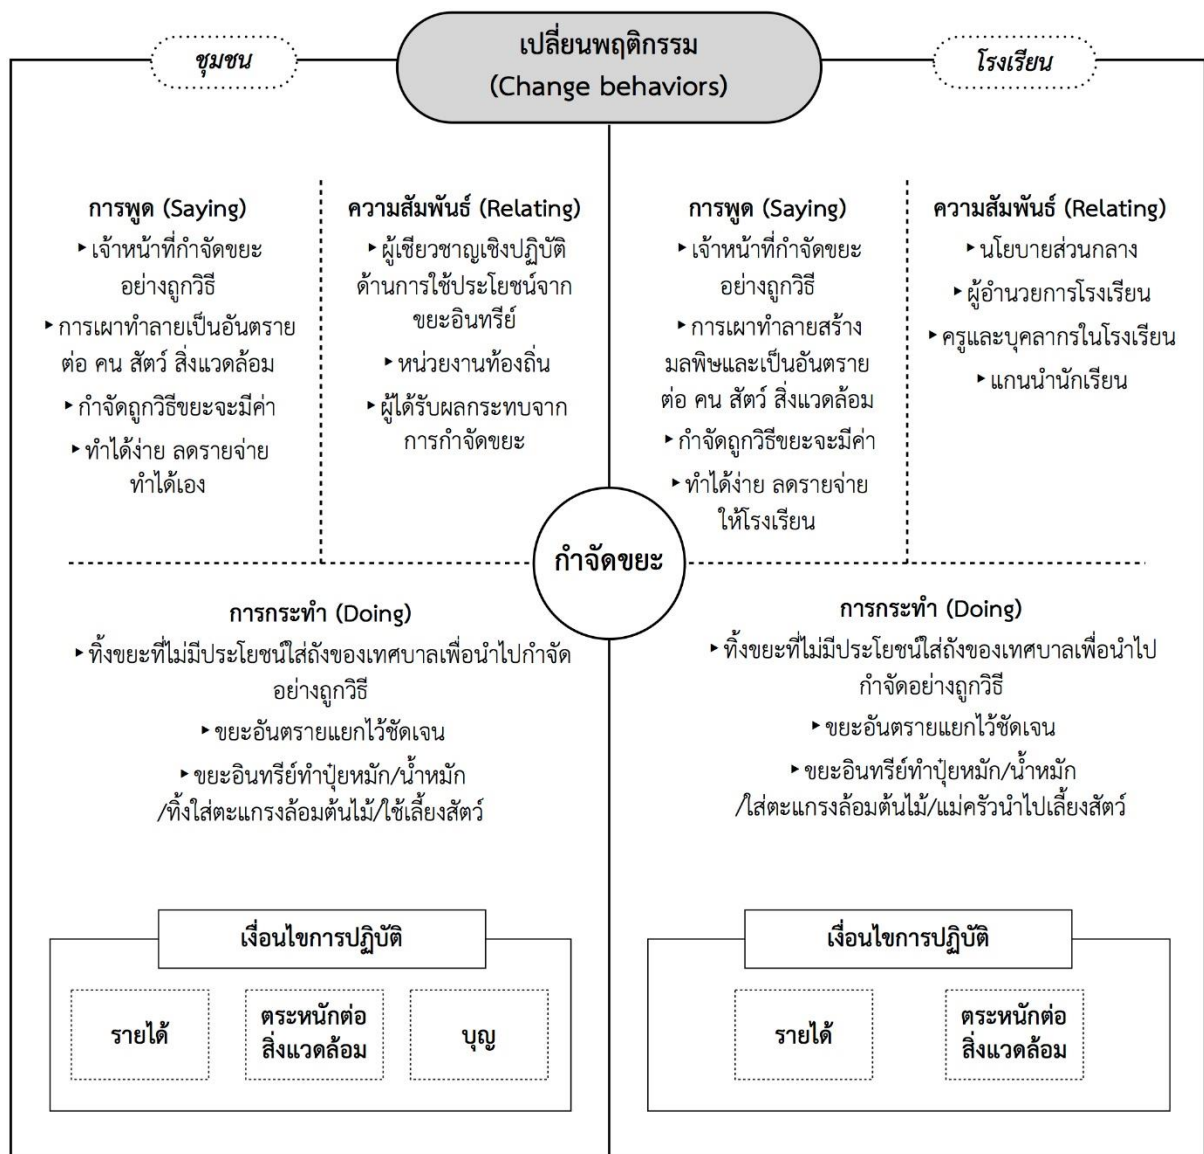 ชุมชน
เปลี่ยนพฤติกรรม
(Change behaviors)
โรงเรียน
การพูด (Saying)
‣ เจ้าหน้าที่กำจัดขยะ
อย่างถูกวิธี
‣ การเผาทำลายเป็นอันตราย
ต่อ คน สัตว์ สิ่งแวดล้อม
‣ กำจัดถูกวิธีขยะจะมีค่า
‣ ทำได้ง่าย ลดรายจ่าย
ทำได้เอง
ความสัมพันธ์ (Relating)
‣ ผู้เชียวชาญเชิงปฏิบัติ
ด้านการใช้ประโยชน์จาก
ขยะอินทรีย์
‣ หน่วยงานท้องถิ่น
‣ ผู้ได้รับผลกระทบจาก
การกำจัดขยะ
การพูด (Saying)
‣ เจ้าหน้าที่กำจัดขยะ
อย่างถูกวิธี
‣ การเผาทำลายสร้าง
มลพิษและเป็นอันตราย
ต่อ คน สัตว์ สิ่งแวดล้อม
‣ กำจัดถูกวิธีขยะจะมีค่า
‣ ทำได้ง่าย ลดรายจ่าย
ให้โรงเรียน
ความสัมพันธ์ (Relating)
‣ นโยบายส่วนกลาง
‣ ผู้อำนวยการโรงเรียน
‣ ครูและบุคลากรในโรงเรียน
‣ แกนนำนักเรียน
กำจัดขยะ
การกระทำ (Doing)
‣ ทิ้งขยะที่ไม่มีประโยชน์ใส่ถังของเทศบาลเพื่อนำไปกำจัด
อย่างถูกวิธี
‣ ขยะอันตรายแยกไว้ชัดเจน
‣ ขยะอินทรีย์ทำปุ๋ยหมัก/น้ำหมัก
/ทิ้งใส่ตะแกรงล้อมต้นไม้/ใช้เลี้ยงสัตว์
การกระทำ (Doing)
‣ ทิ้งขยะที่ไม่มีประโยชน์ใส่ถังของเทศบาลเพื่อนำไป
กำจัดอย่างถูกวิธี
‣ ขยะอันตรายแยกไว้ชัดเจน
‣ ขยะอินทรีย์ทำปุ๋ยหมัก/น้ำหมัก
/ใส่ตะแกรงล้อมต้นไม้/แม่ครัวนำไปเลี้ยงสัตว์
เงื่อนไขการปฏิบัติ
รายได้
ตระหนักต่อ
สิ่งแวดล้อม
บุญ
เงื่อนไขการปฏิบัติ
รายได้
ตระหนักต่อ
สิ่งแวดล้อม